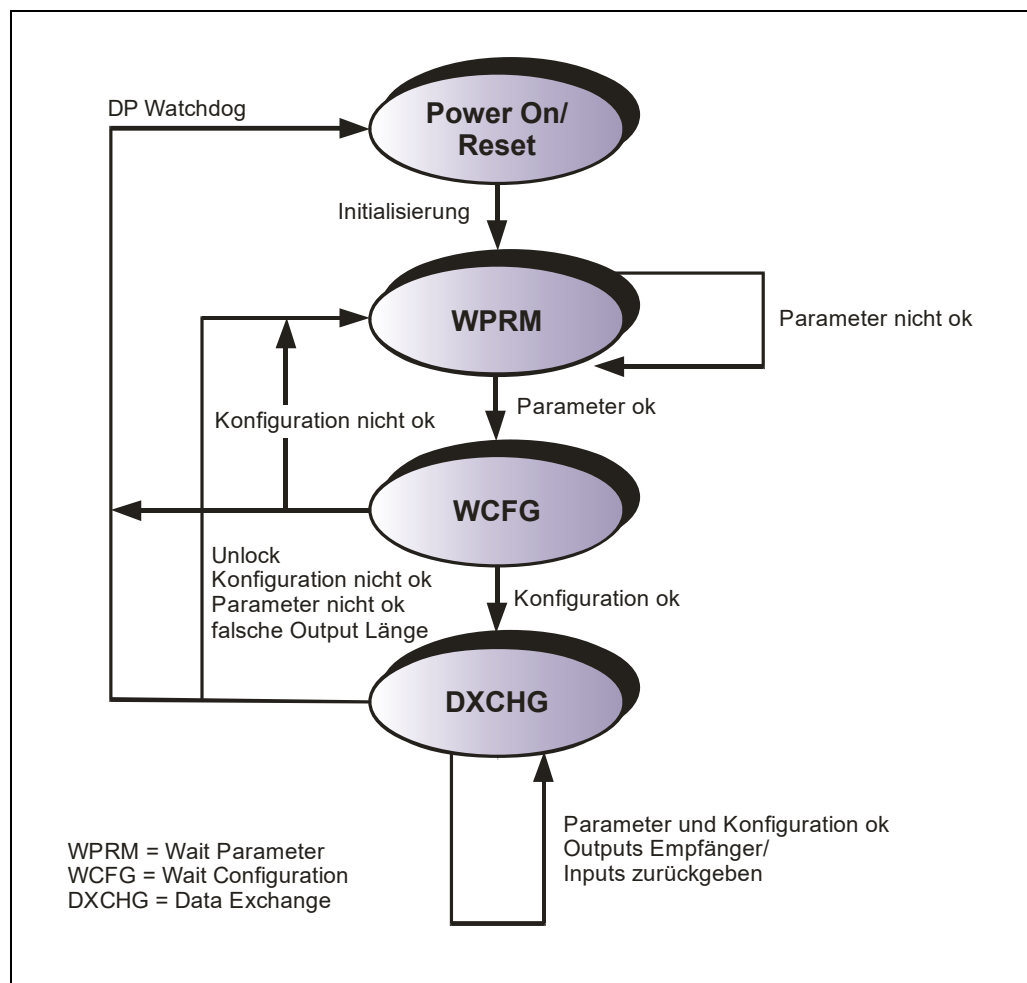 DP Watchdog
Power On/
Reset
Initialisierung
WPRM
Parameter nicht ok
Konfiguration nicht ok
Parameter ok
WCFG
Unlock
Konfiguration nicht ok
Parameter nicht ok
falsche Output Länge
Konfiguration ok
DXCHG
Parameter und Konfiguration ok
Outputs Empfänger/
Inputs zurückgeben
WPRM = Wait Parameter
WCFG = Wait Configuration
DXCHG = Data Exchange